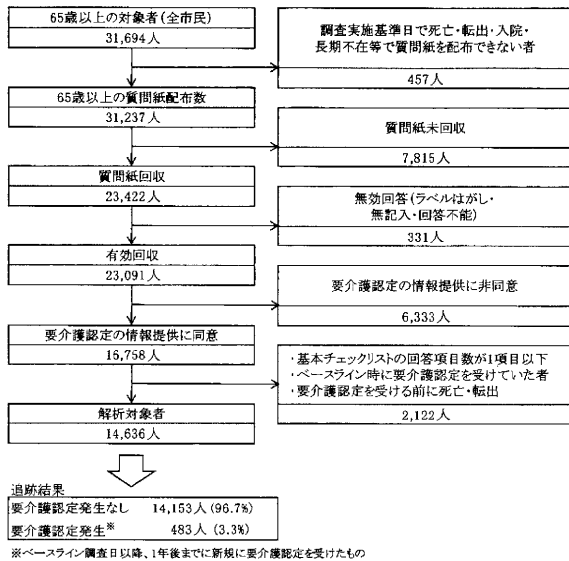 65歳以上の対象者(全市民)
31,694人
調査実施基準日で死亡・転出・入院・
長期不在等で質問紙を配布できない者
457人
65歳以上の質問紙配布数
31,237人
質問紙未回収
7,815人
質問紙回収
23,422人
無効回答(ラベルはがし・
無記入・回答不能)
331人
有効回収
23,091人
要介護認定の情報提供に非同意
6,333人
要介護認定の情報提供に同意
16,758人
・基本チェックリストの回答項目数が1項目以下
・ベースライン時に要介護認定を受けていた者
・要介護認定を受ける前に死亡・転出
2,122人
解析対象者
14,636人
追跡結果
要介護認定発生なし 14,153人(96.7%)
要介護認定発生※ 483人(3.3%)
※ベースライン調査日以降、1年後までに新規に要介護認定を受けたもの